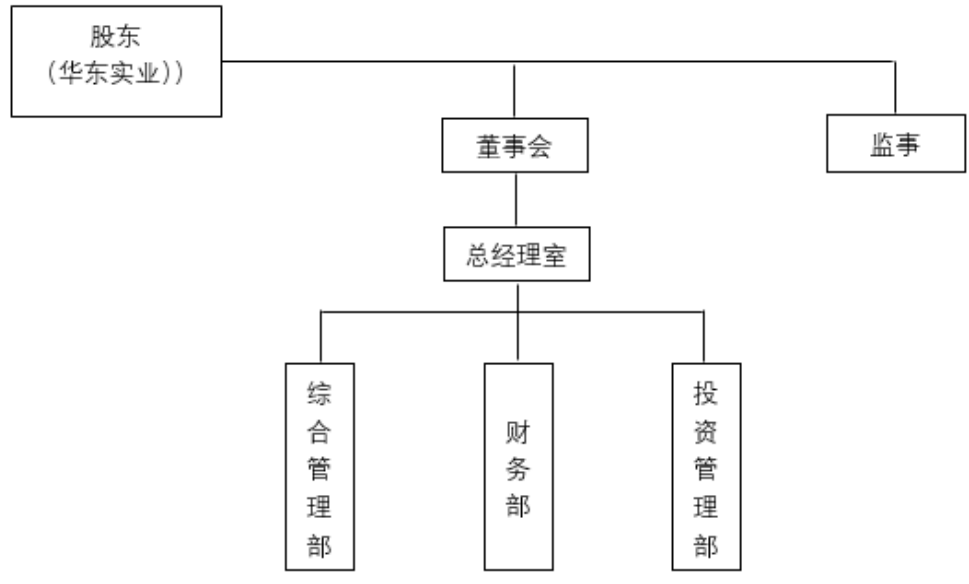 股东
（华东实业））
董事会
监事
总经理室
综合管理部
财务部
投资管理部